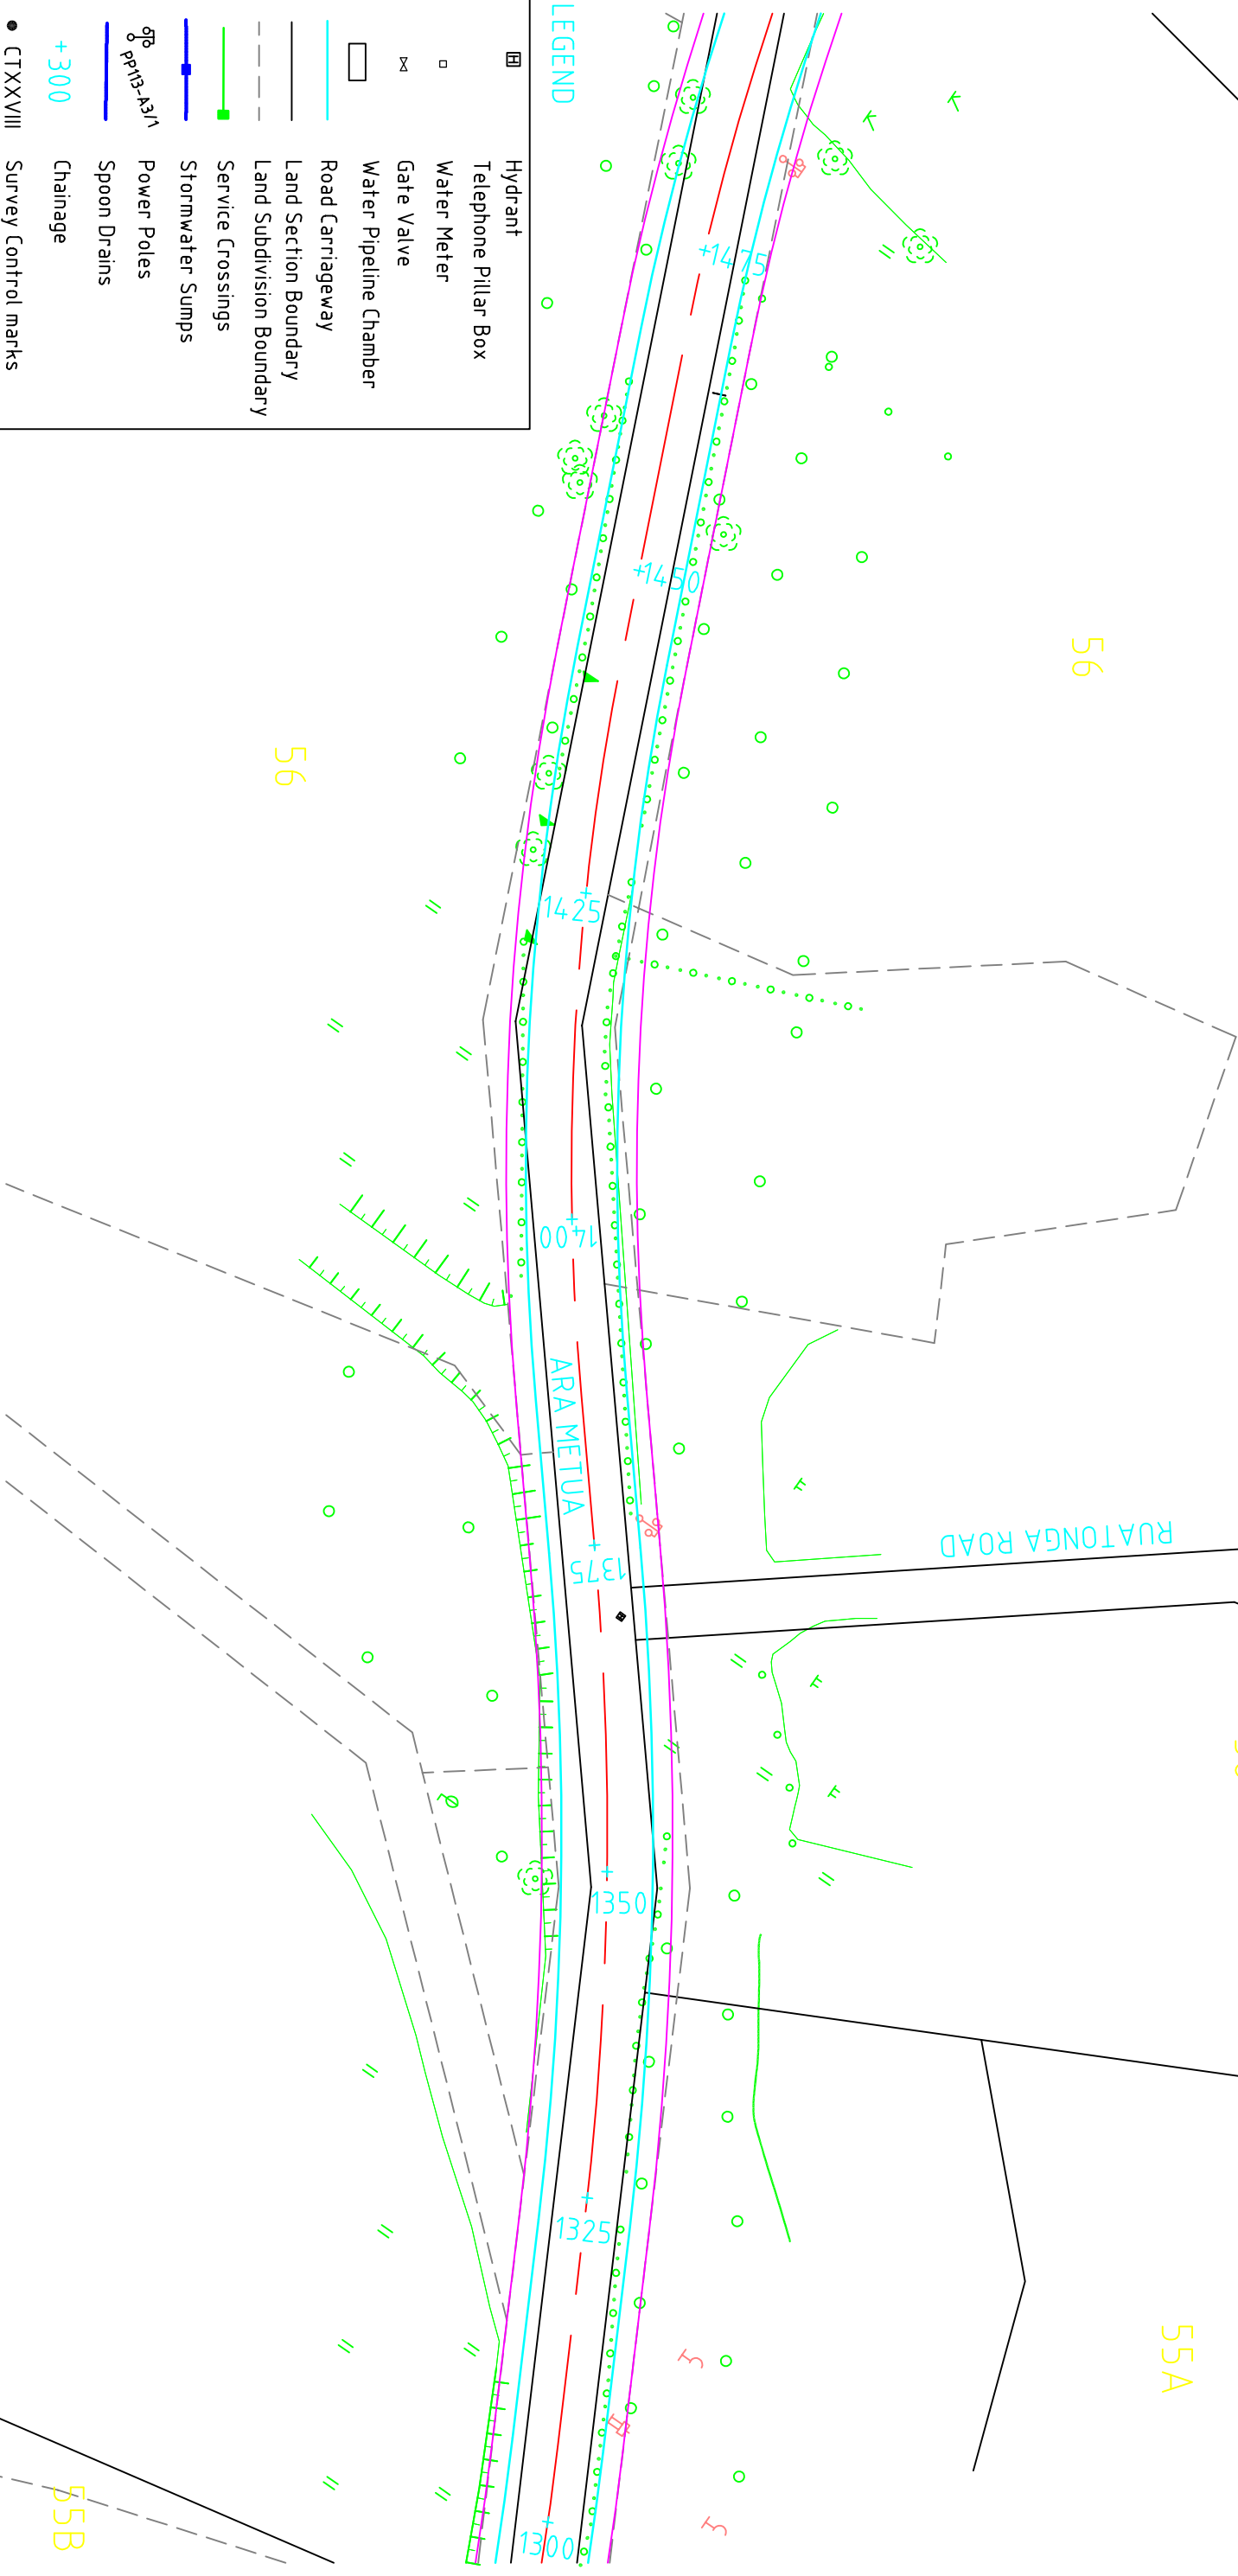 LEGEND
H
Hydrant
Telephone Pillar Box
Water Meter
Gate Valve
Water Pipeline Chamber
Road Carriageway
Land Section Boundary
Land Subdivision Boundary
Service Crossings
Stormwater Sumps
PP113-A3/1
Power Poles
Spoon Drains
+300
Chainage
CTXXVIII
Survey Control marks
+1475
+1450
1425
1400
ARA METUA
1375
1350
1325
1300
RUATONGA ROAD
56
56
55A
55B